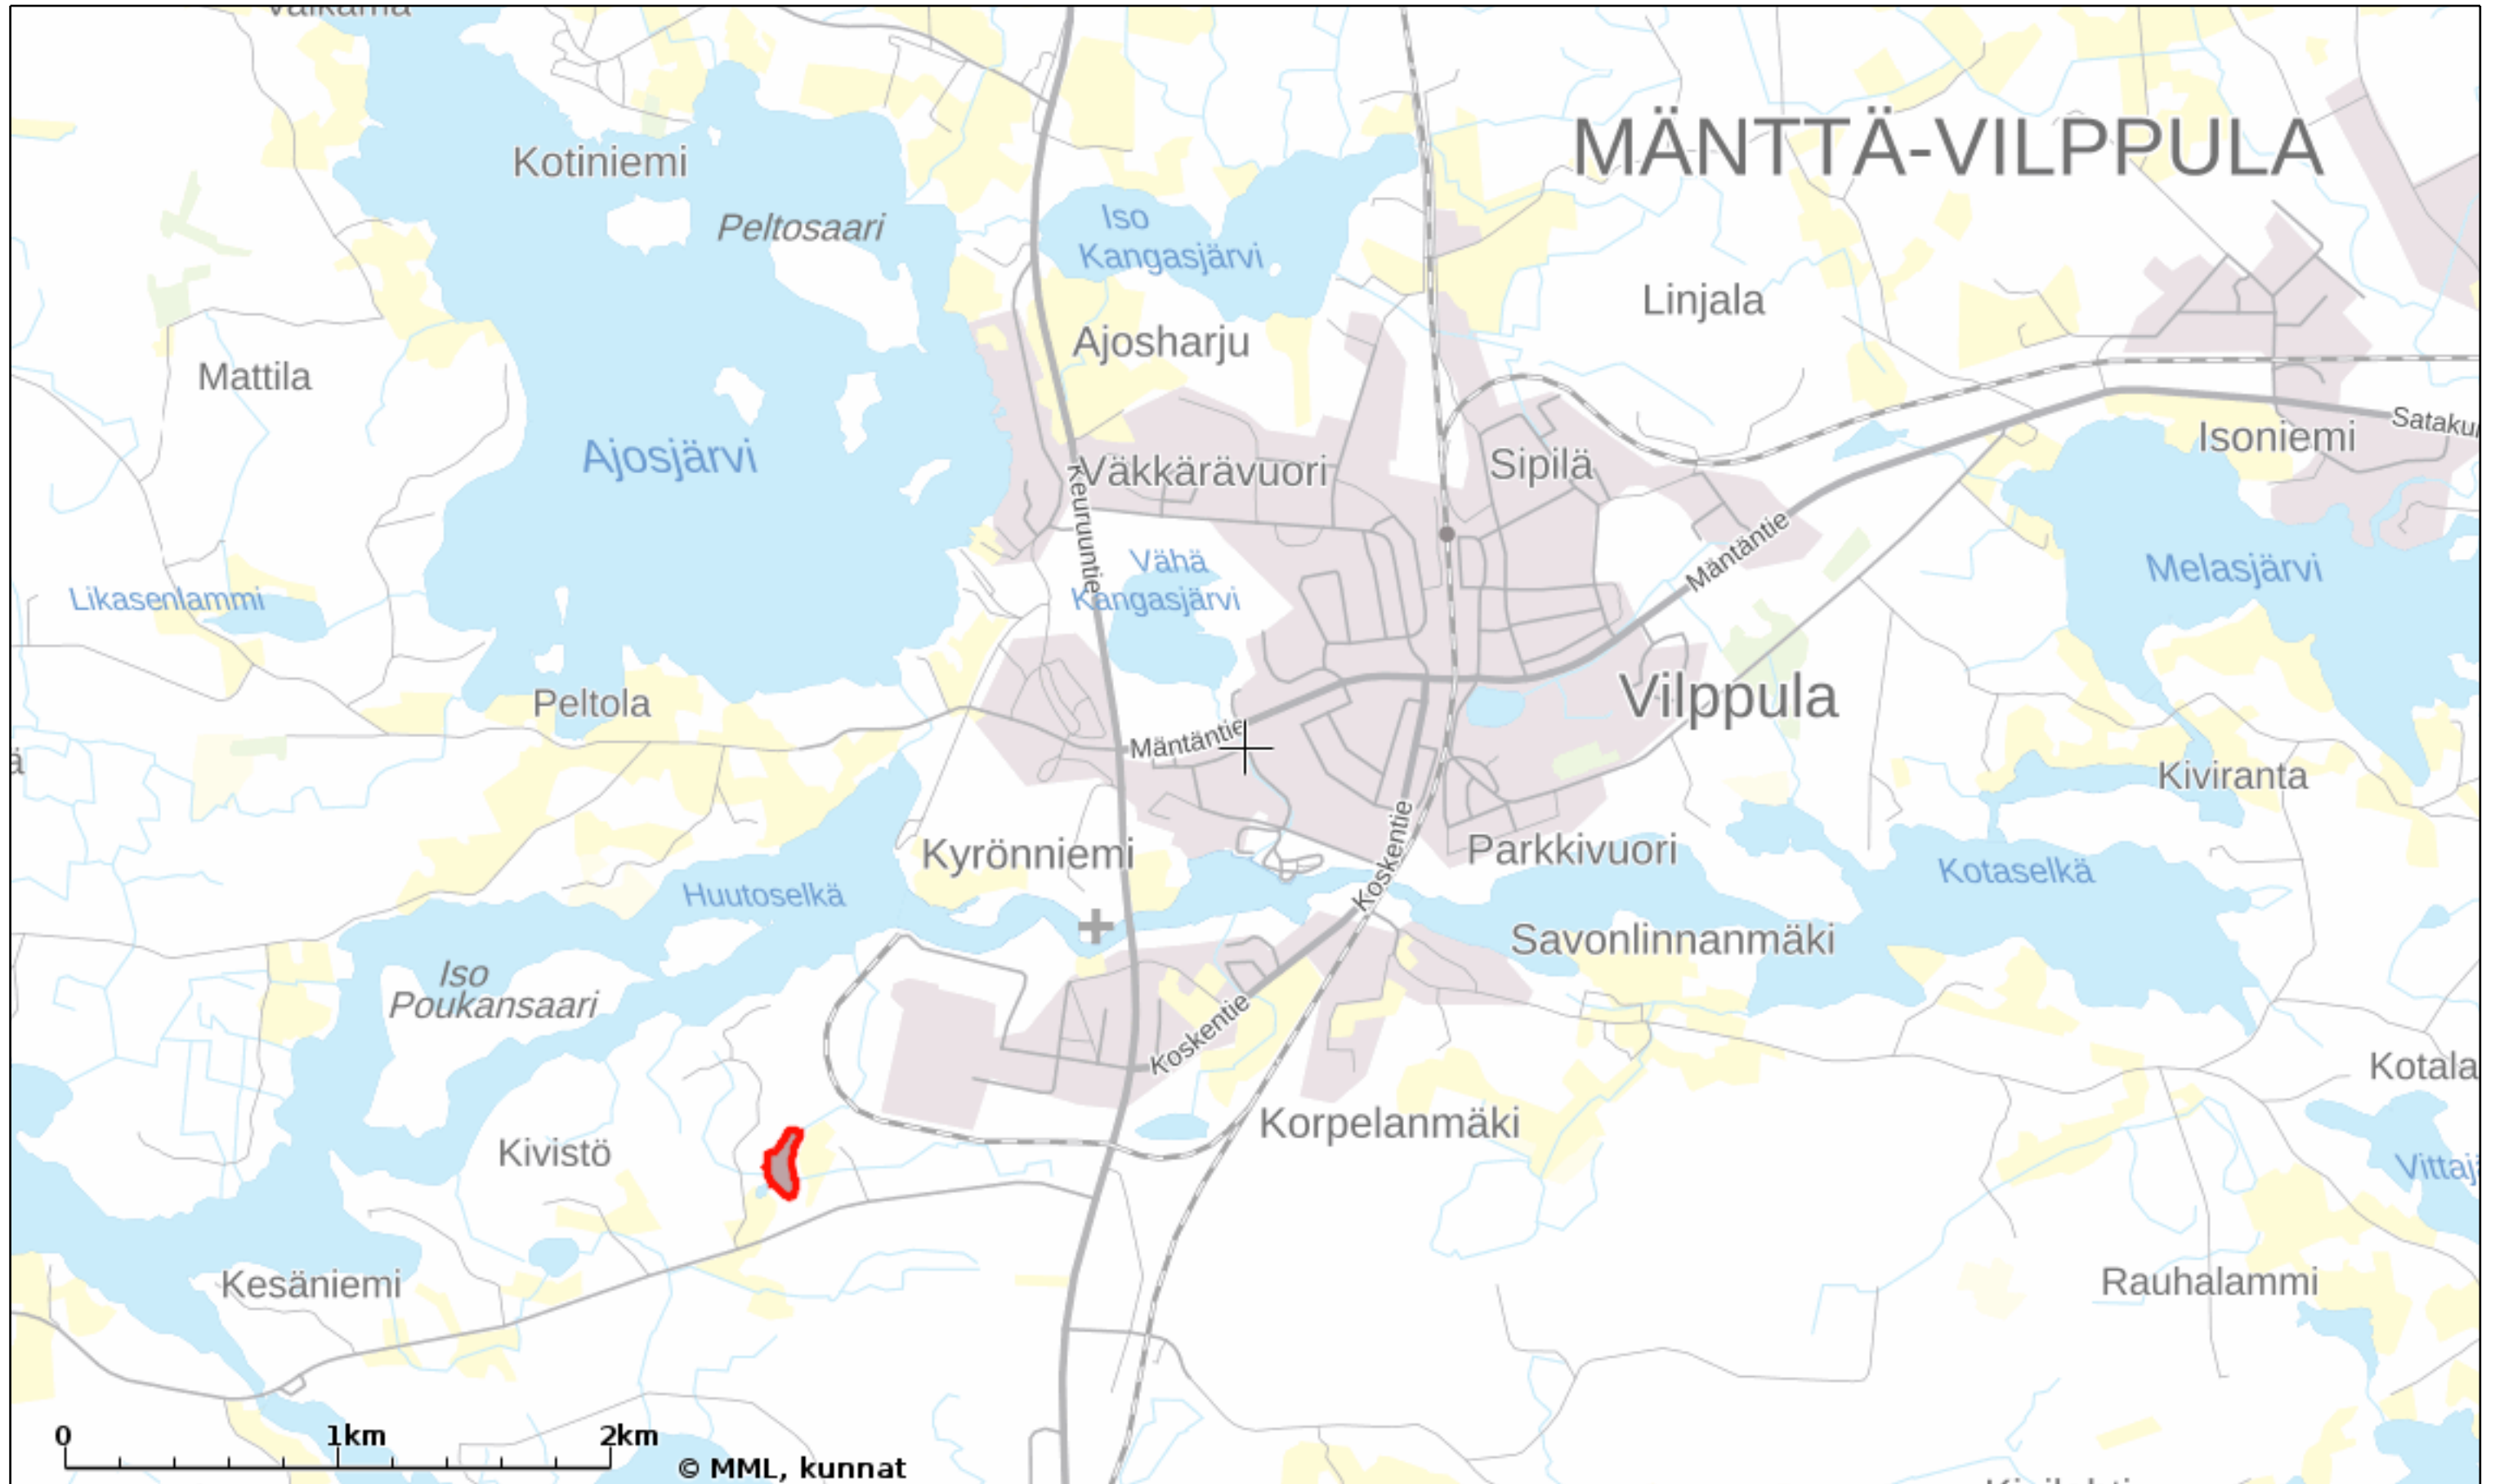 MÄNTTÄ-VILPPULA
Kotiniemi
Peltosaari
Iso
Kangasjärvi
Linjala
Ajosharju
Mattila
Isoniemi
Ajosjärvi
Väkkärävuori
Sipilä
Keuruuntie
Mäntäntie
Vähä
Kangasjärvi
Melasjärvi
Likasenlammi
Peltola
Vilppula
Mäntäntie
Kiviranta
Kyrönniemi
Parkkivuori
Koskentie
Huutoselkä
Kotaselkä
Savonlinnanmäki
Iso
Poukansaari
Koskentie
Kotala
Korpelanmäki
Kivistö
Kesäniemi
Rauhalammi
0 1km 2km
© MML, kunnat